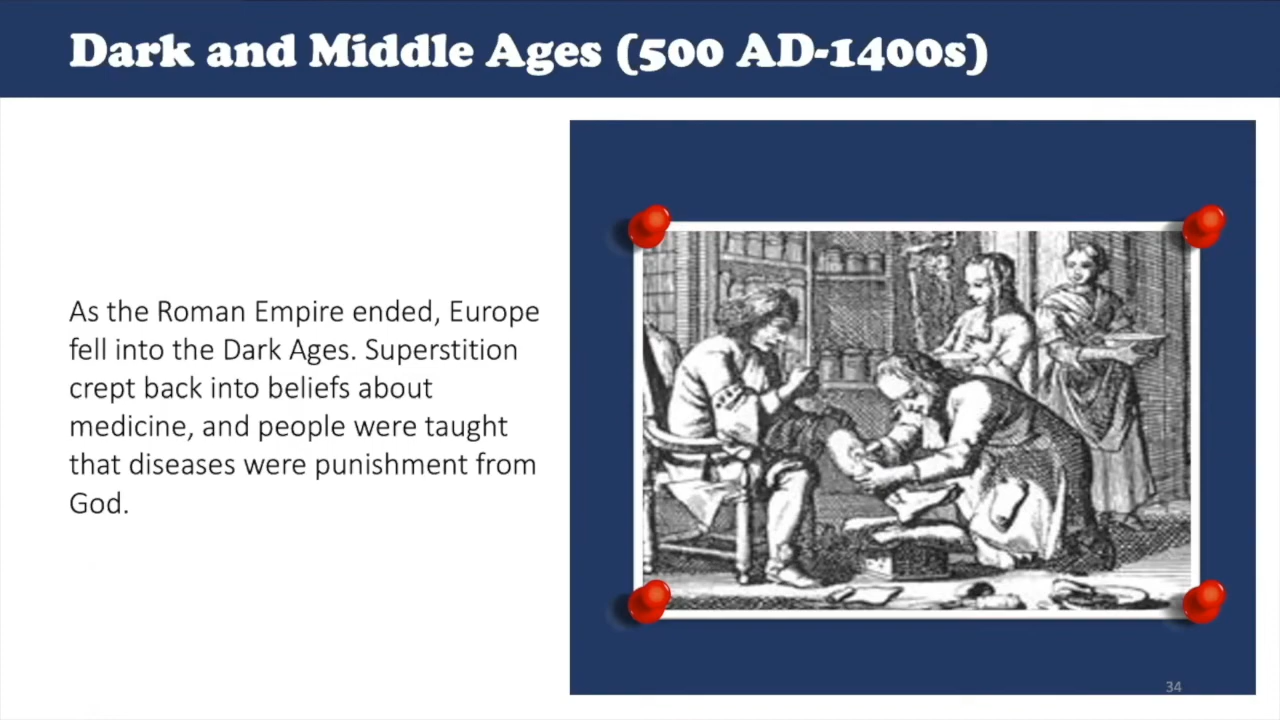 Dark and Middle Ages (500 AD-1400s)
As the Roman Empire ended, Europe
fell into the Dark Ages. Superstition
crept back into beliefs about
medicine, and people were taught
that diseases were punishment from
God.
34